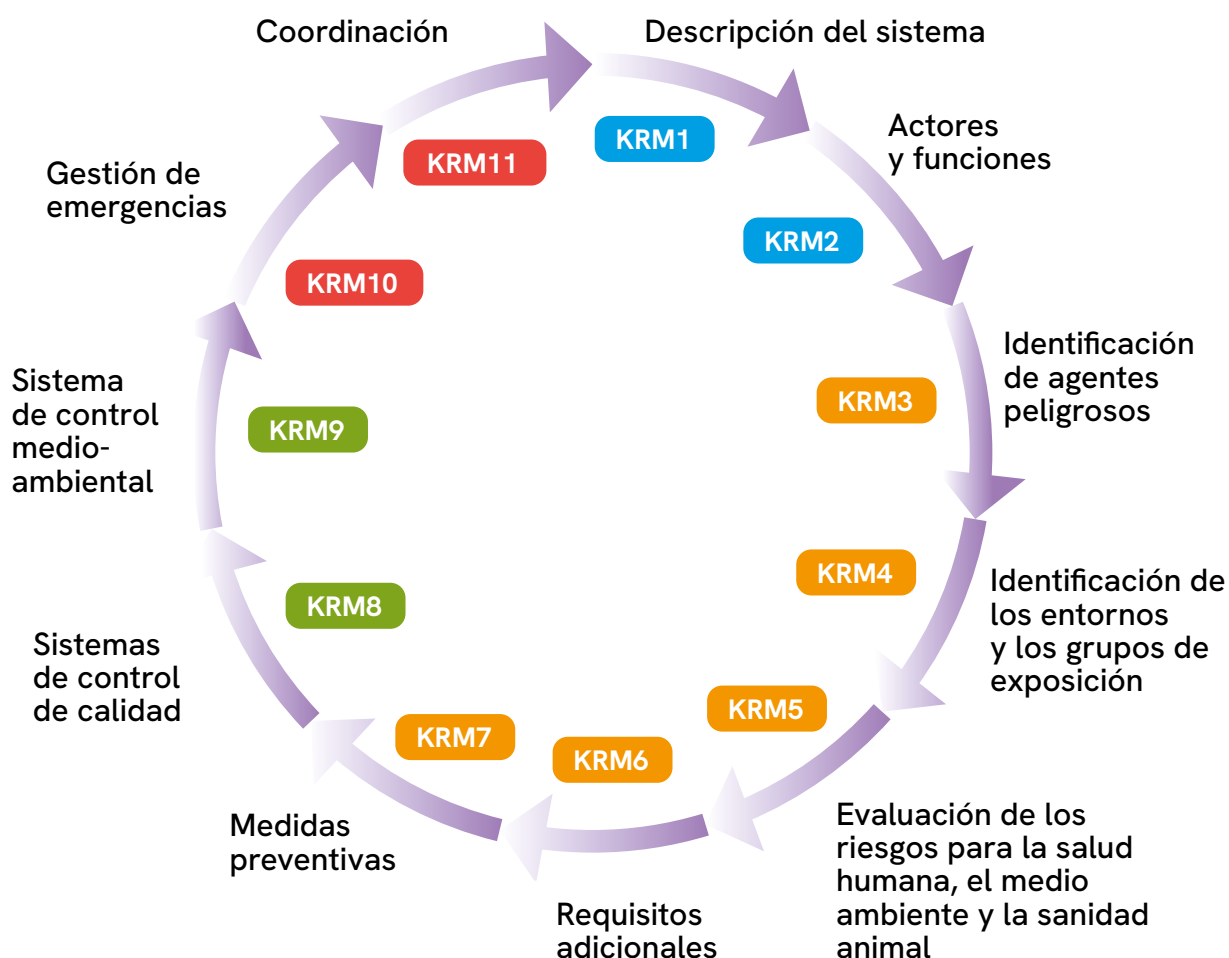 Coordinación
Descripción del sistema
KRM11
KRM1
Actores
y funciones
Gestión de
emergencias
KRM2
KRM10
Identificación
de agentes
peligrosos
KRM3
Sistema
de control
medio-
ambiental
KRM9
KRM4
Identificación de
los entornos
y los grupos de
exposición
KRM8
Sistemas
de control
de calidad
KRM5
KRM7
KRM6
Medidas
preventivas
Evaluación de los
riesgos para la salud
humana, el medio
ambiente y la sanidad
animal
Requisitos
adicionales